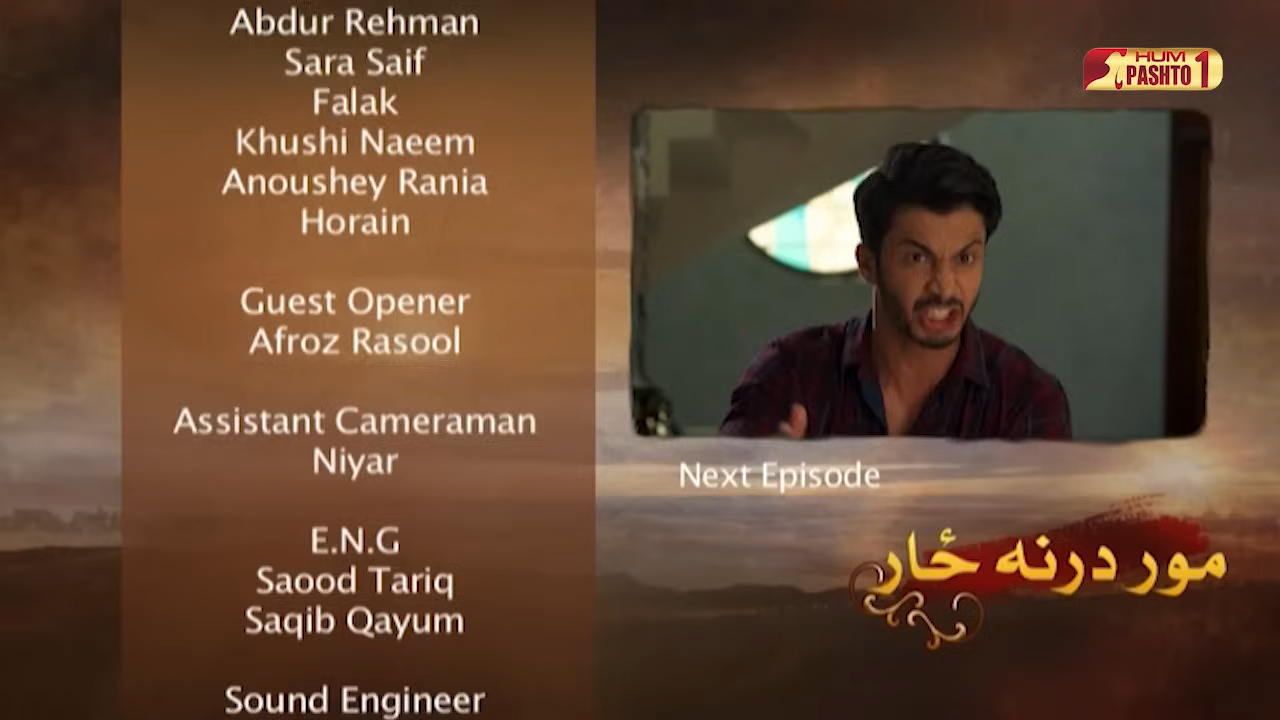 Abdur Rehman
Sara Saif
Falak
Khushi Naeem
Anoushey Rania
Horain
Guest Opener
Afroz Rasool
Assistant Cameraman
Niyar
E.N.G
Saood Tariq
Saqib Qayum
Sound Engineer
HUM
PASHTO 1
Next Episode
مور درنه ځار